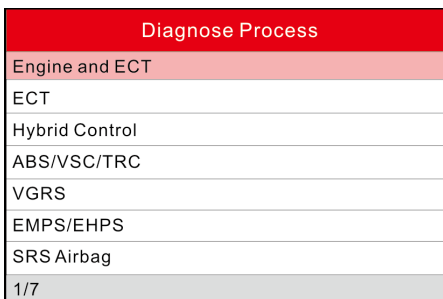 Diagnose Process
Engine and ECT
ECT
Hybrid Control
ABS/VSC/TRC
VGRS
EMPS/EHPS
SRS Airbag
1/7